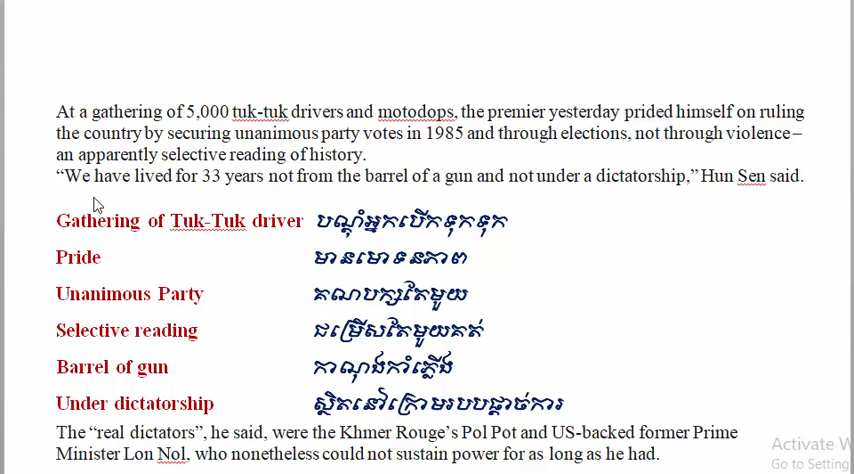 At a gathering of 5,000 tuk-tuk drivers and motodops, the premier yesterday prided himself on ruling
the country by securing unanimous party votes in 1985 and through elections, not through violence –
an apparently selective reading of history.
“We have lived for 33 years not from the barrel of a gun and not under a dictatorship,” Hun Sen said.
Gathering of Tuk-Tuk driver បណ្តុំអ្នកបើកទុកទុក
Pride មានមោទនភាព
Unanimous Party គណបក្សតែមួយ
Selective reading ជម្រើសតែមួយគត់
Barrel of gun កាណុងកាំភ្លើង
Under dictatorship ស្ថិតនៅក្រោមរបបផ្តាច់ការ
The “real dictators”, he said, were the Khmer Rouge’s Pol Pot and US-backed former Prime
Minister Lon Nol, who nonetheless could not sustain power for as long as he had.
Activate W
Go to Setting